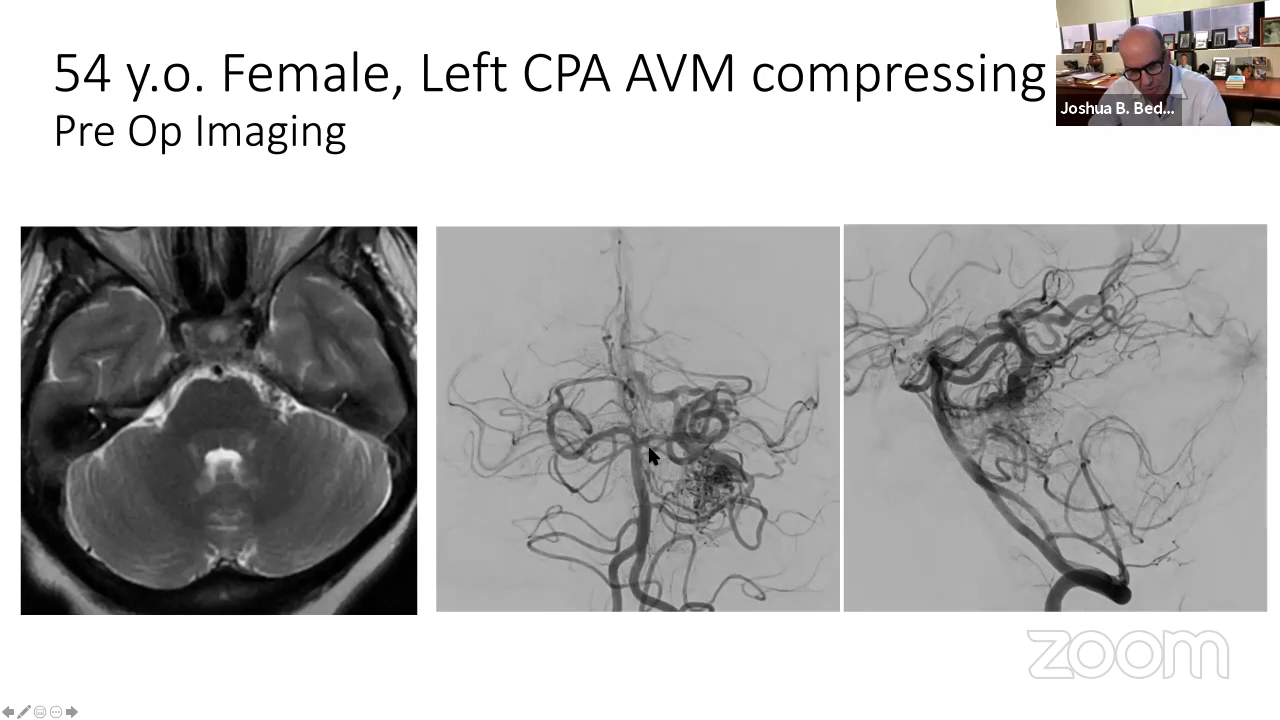 54 y.o. Female, Left CPA AVM compressing
Pre Op Imaging
Joshua B. Bed...
zoom